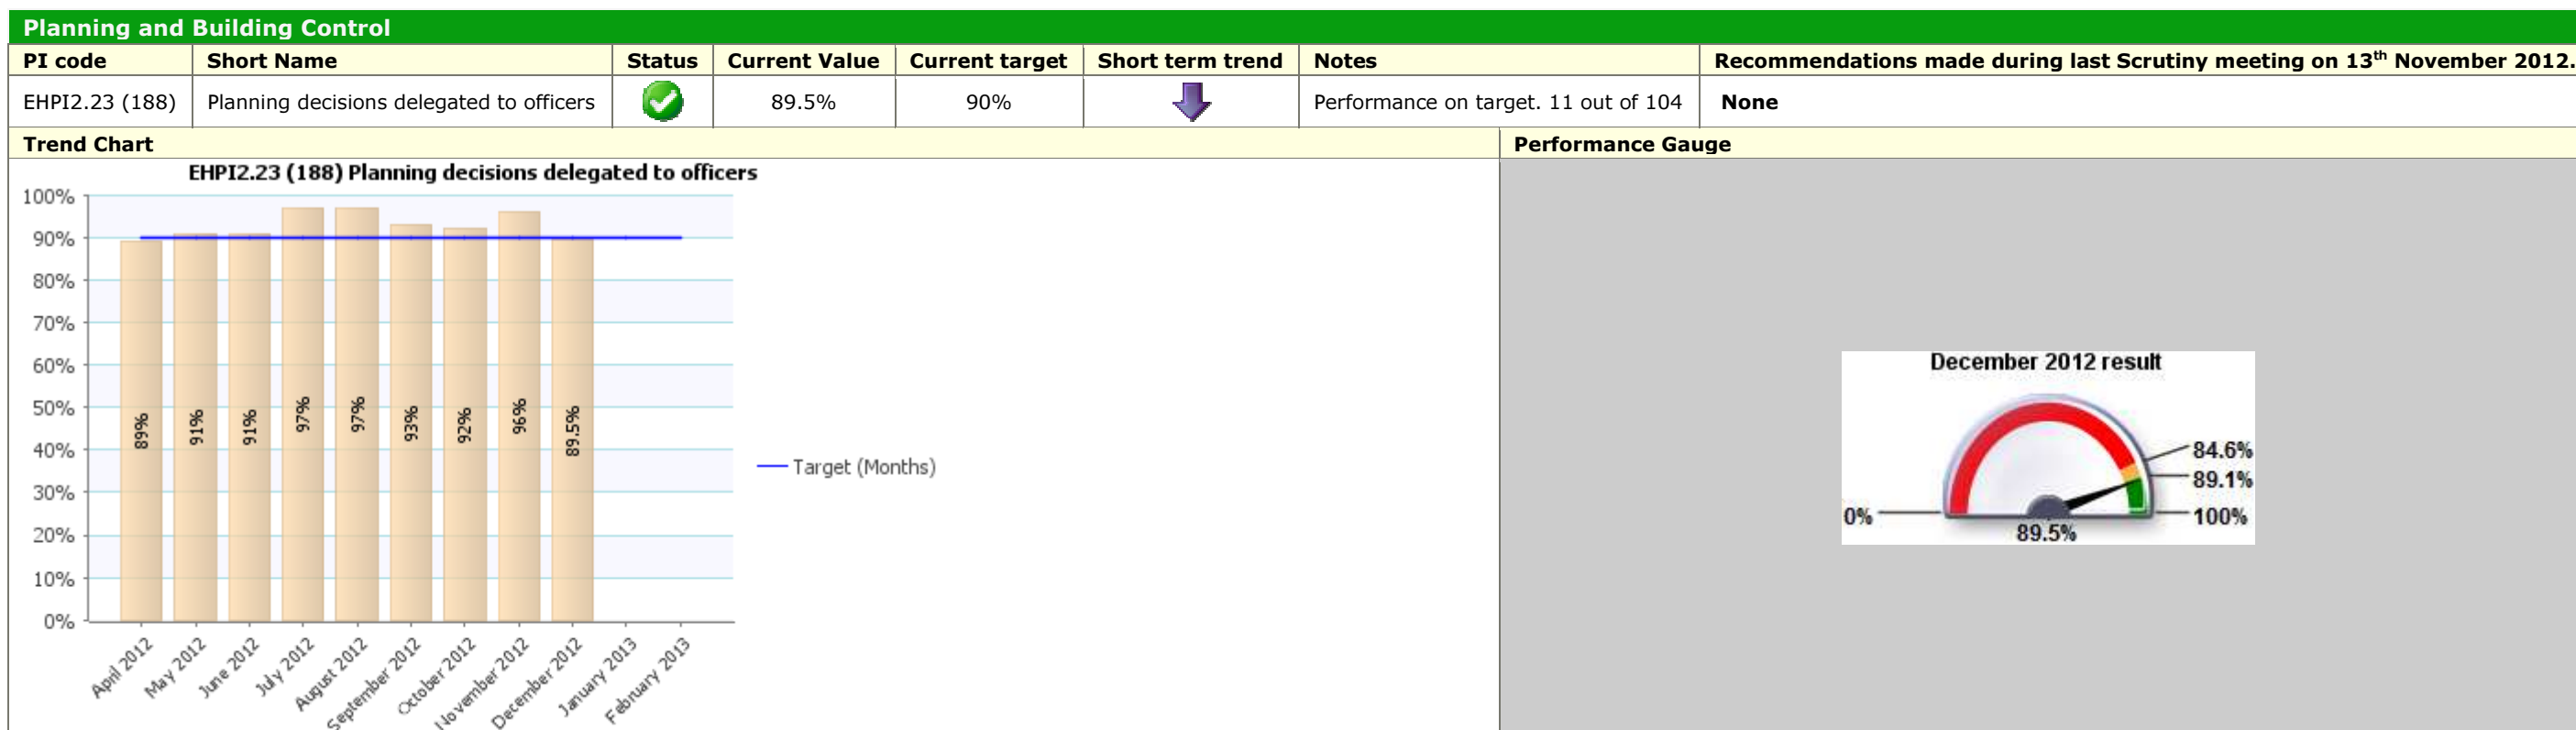 Planning and Building Control
PI code Short Name Status Current Value Current target Short term trend Notes Recommendations made during last Scrutiny meeting on 13th November 2012.
EHPI2.23 (188) Planning decisions delegated to officers 89.5% 90% Performance on target. 11 out of 104 None
Trend Chart Performance Gauge
EHPI2.23 (188) Planning decisions delegated to officers
100%
90%
80%
70%
60%
50%
40%
30%
20%
10%
0%
89%
91%
91%
97%
97%
93%
92%
96%
89.5%
April 2012
May 2012
June 2012
July 2012
August 2012
September 2012
October 2012
November 2012
December 2012
January 2013
February 2013
Target (Months)
December 2012 result
84.6%
89.1%
0%
100%
89.5%